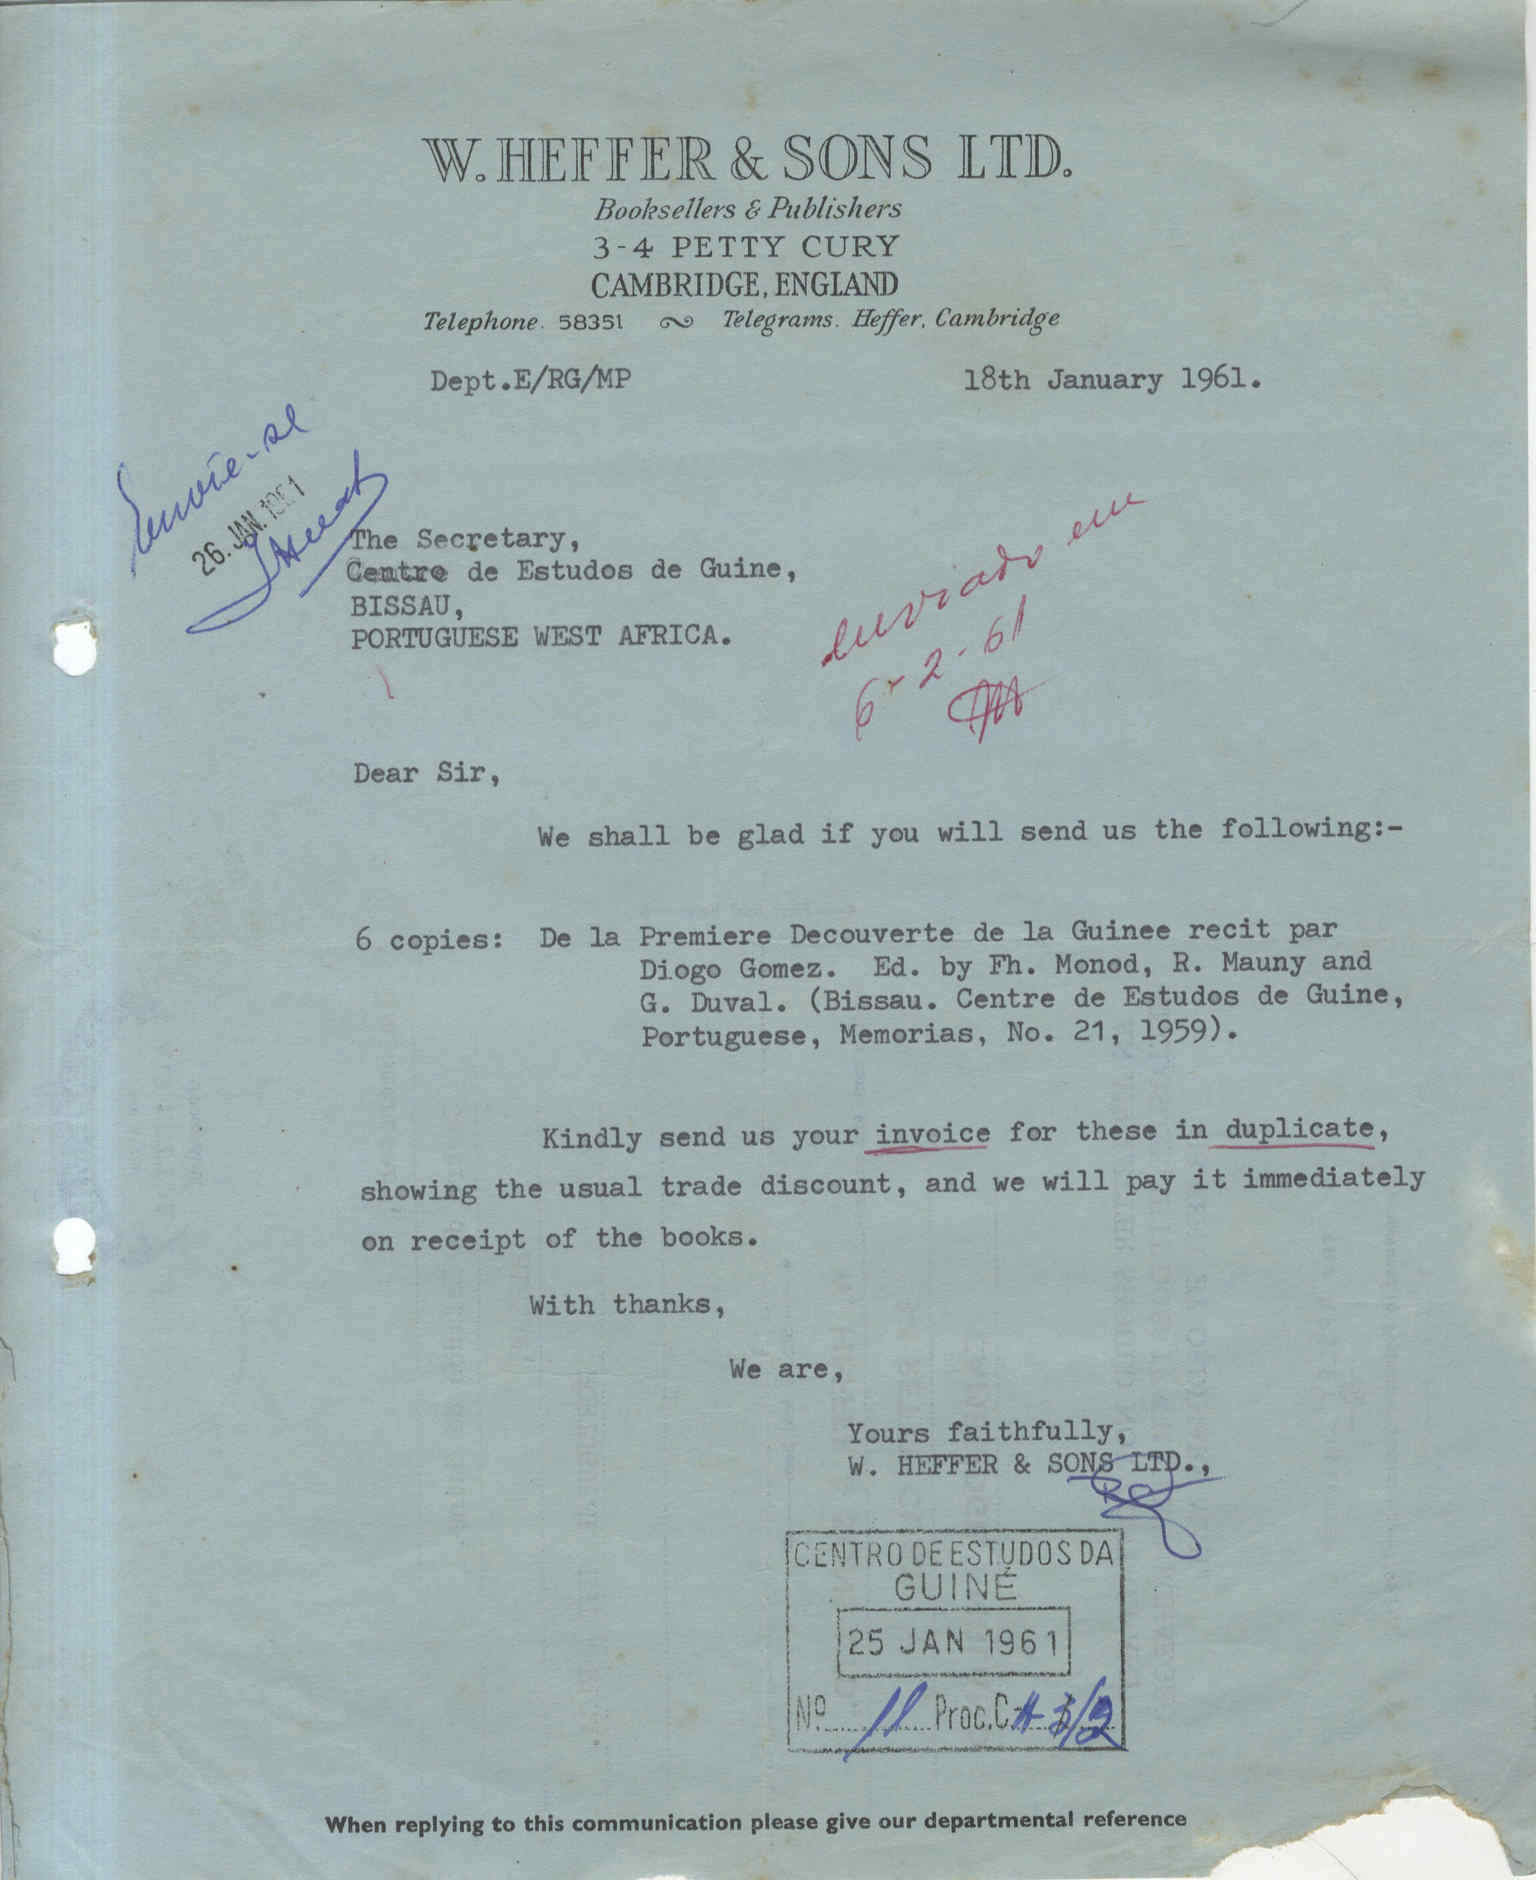 W. HEFFER & SONS LTD.
Booksellers & Publishers
3-4 PETTY CURY
CAMBRIDGE, ENGLAND
Telephone. 58351 Telegrams. Heffer, Cambridge
Dept.E/RG/MP 18th January 1961.
Envie-se
26. JAN. 1961
The Secretary,
Centro de Estudos de Guine,
BISSAU,
PORTUGUESE WEST AFRICA.
enviado em
6-2-61
Dear Sir,
We shall be glad if you will send us the following:-
6 copies: De la Premiere Decouverte de la Guinee recit par
Diogo Gomez. Ed. by Fh. Monod, R. Mauny and
G. Duval. (Bissau. Centre de Estudos de Guine,
Portuguese, Memorias, No. 21, 1959).
Kindly send us your invoice for these in duplicate,
showing the usual trade discount, and we will pay it immediately
on receipt of the books.
With thanks,
We are,
Yours faithfully,
W. HEFFER & SONS LTD.,
CENTRO DE ESTUDOS DA
GUINÉ
25 JAN 1961
Nº 11 Proc.C
When replying to this communication please give our departmental reference